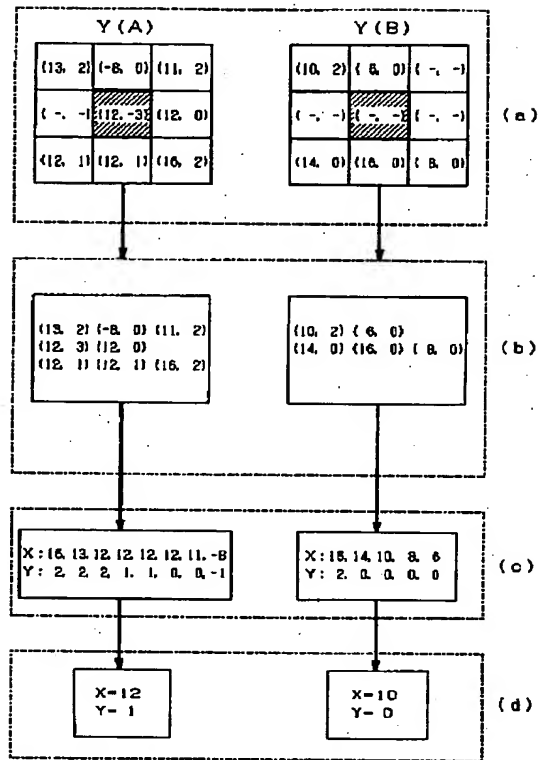 Y(A) Y(B)
(13, 2) (-8, 0) (11, 2) (10, 2) ( 6, 0) ( -, -)
( -, -) (12, -3) (12, 0) ( -, -) ( -, -) ( -, -) (a)
(12, 1) (12, 1) (16, 2) (14, 0) (16, 0) ( 8, 0)
(13, 2) (-8, 0) (11, 2) (10, 2) ( 6, 0)
(12, 3) (12, 0) (14, 0) (16, 0) ( 8, 0) (b)
(12, 1) (12, 1) (16, 2)
X:16, 13, 12, 12, 12, 12, 11, -8 X:16, 14, 10, 8, 6
Y: 2, 2, 2, 1, 1, 0, 0, -1 Y: 2, 0, 0, 0, 0 (c)
X=12 X=10
Y= 1 Y= 0 (d)